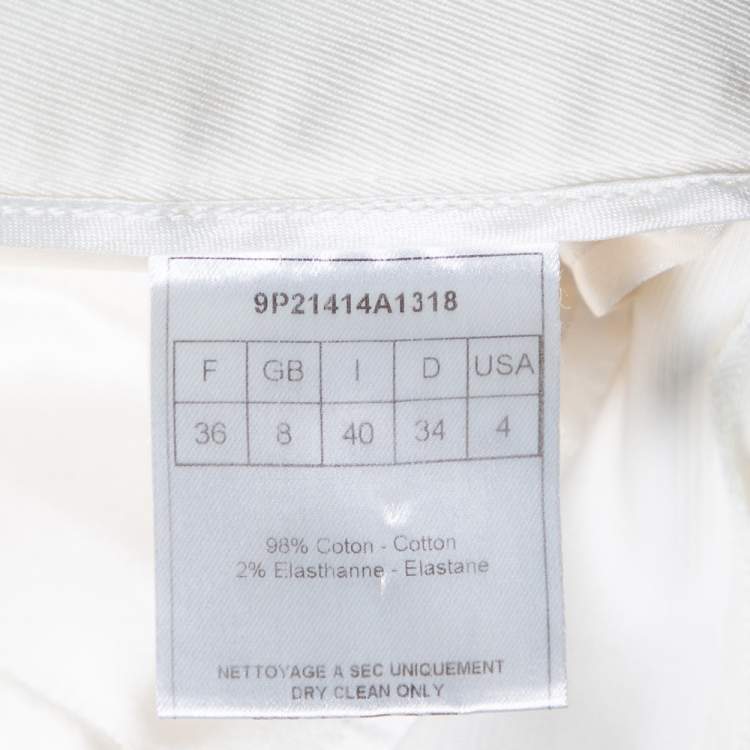 9P21414A1318
F GB I D USA
36 8 40 34 4
98% Coton - Cotton
2% Elasthanne - Elastane
NETTOYAGE A SEC UNIQUEMENT
DRY CLEAN ONLY